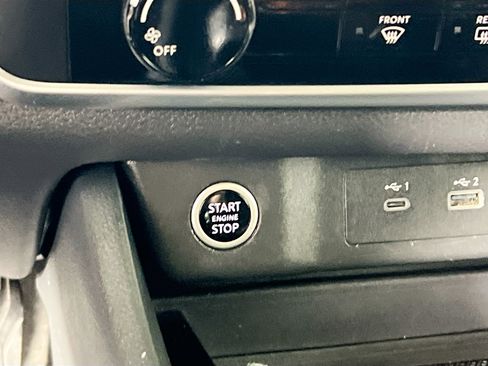 FRONT
OFF
START
ENGINE
STOP
1
2